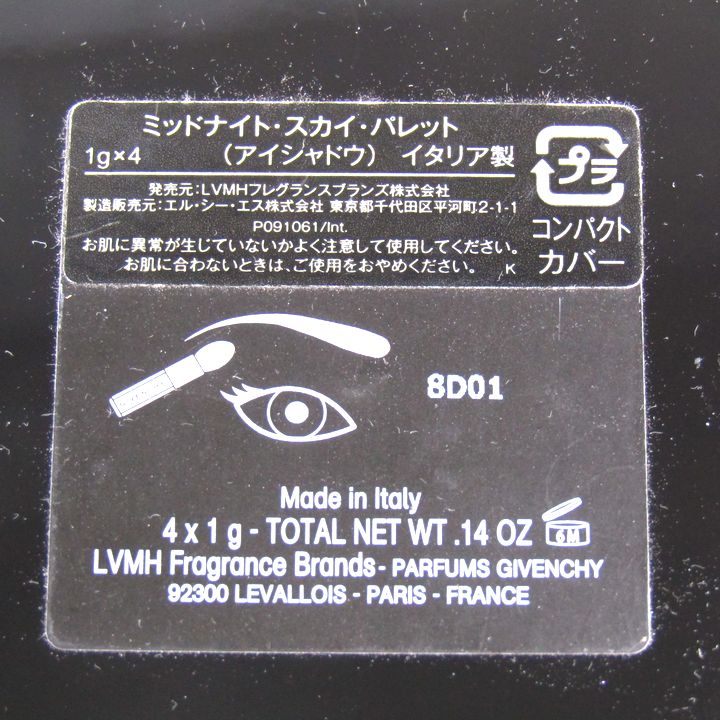 ミッドナイト・スカイ・パレット
1g×4 （アイシャドウ） イタリア製
発売元：LVMHフレグランスブランズ株式会社
製造販売元：エル・シー・エス株式会社 東京都千代田区平河町2-1-1
P091061/Int.
お肌に異常が生じていないかよく注意して使用してください。
お肌に合わないときは、ご使用をおやめください。 K
プラ
コンパクト
カバー
8D01
Made in Italy
4 x 1 g - TOTAL NET WT .14 OZ
6M
LVMH Fragrance Brands - PARFUMS GIVENCHY
92300 LEVALLOIS - PARIS - FRANCE